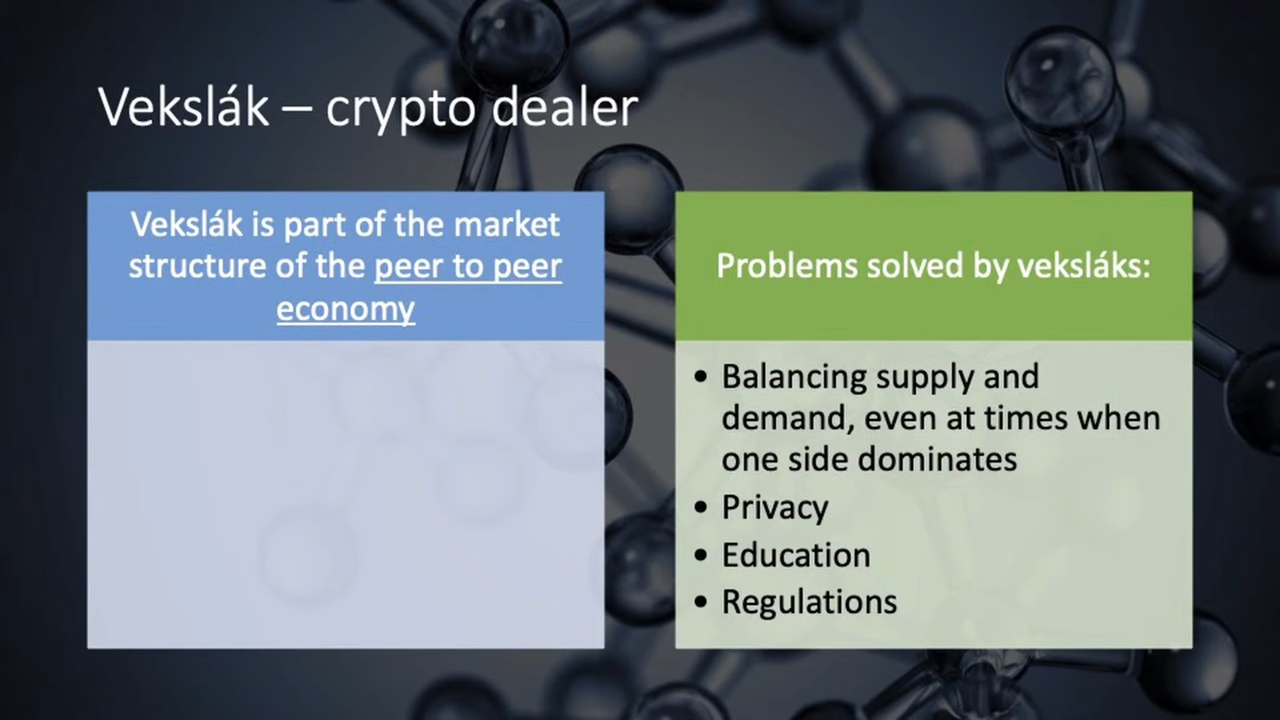 Vekslák – crypto dealer
Vekslák is part of the market
structure of the peer to peer
economy
Problems solved by veksláks:
• Balancing supply and
demand, even at times when
one side dominates
• Privacy
• Education
• Regulations